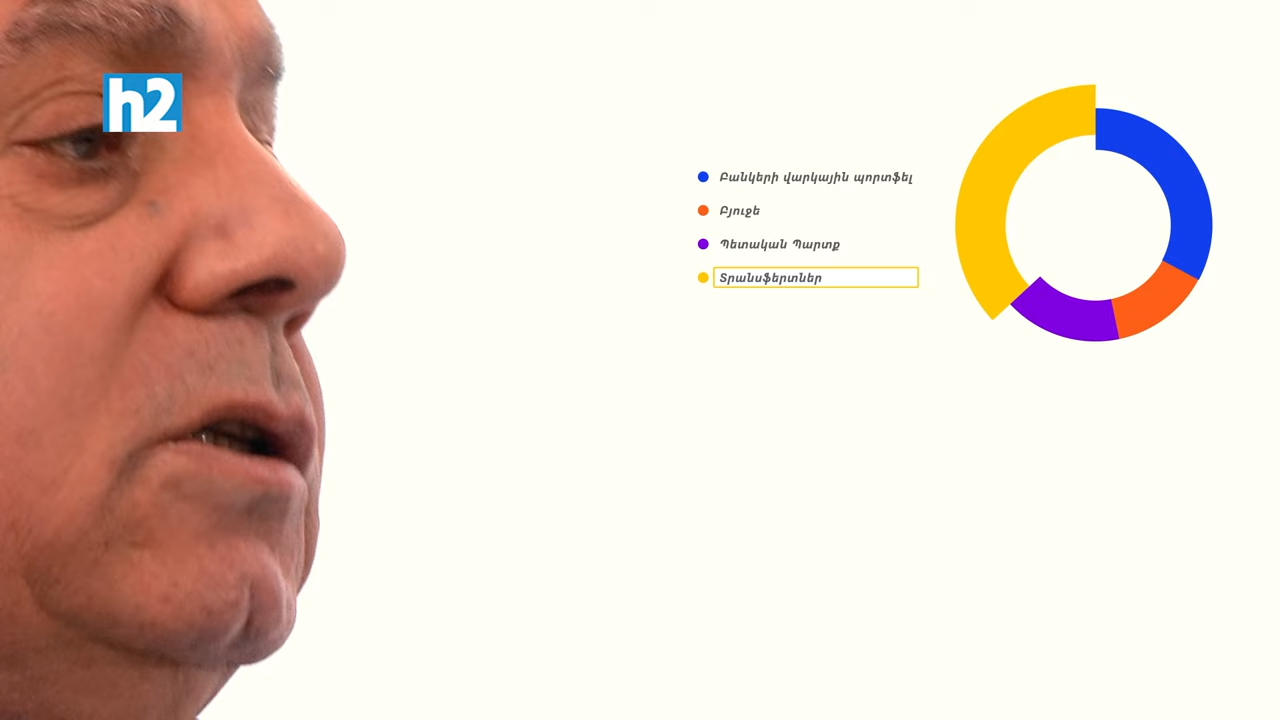 h2
Բանկերի վարկային պորտֆել
Բյուջե
Պետական Պարտք
Տրանսֆերտներ